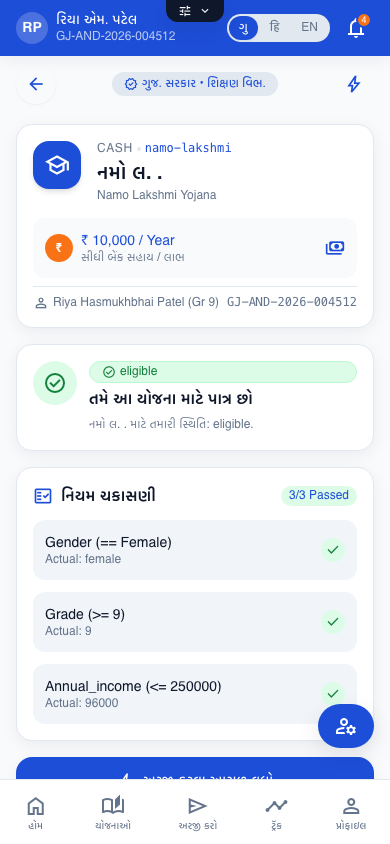 RP
રિયા એમ. પટેલ
GJ-AND-2026-004512
ગુ હિ EN
4
ગુજ. સરકાર • શિક્ષણ વિભ.
CASH • namo-lakshmi
નમો લ. .
Namo Lakshmi Yojana
₹
₹ 10,000 / Year
સીધી બેંક સહાય / લાભ
Riya Hasmukhbhai Patel (Gr 9) GJ-AND-2026-004512
eligible
તમે આ યોજના માટે પાત્ર છો
નમો લ. . માટે તમારી સ્થિતિ: eligible.
નિયમ ચકાસણી
3/3 Passed
Gender (== Female)
Actual: female
Grade (>= 9)
Actual: 9
Annual_income (<= 250000)
Actual: 96000
હોમ
યોજનાઓ
અરજી કરો
ટ્રૅક
પ્રોફાઇલ